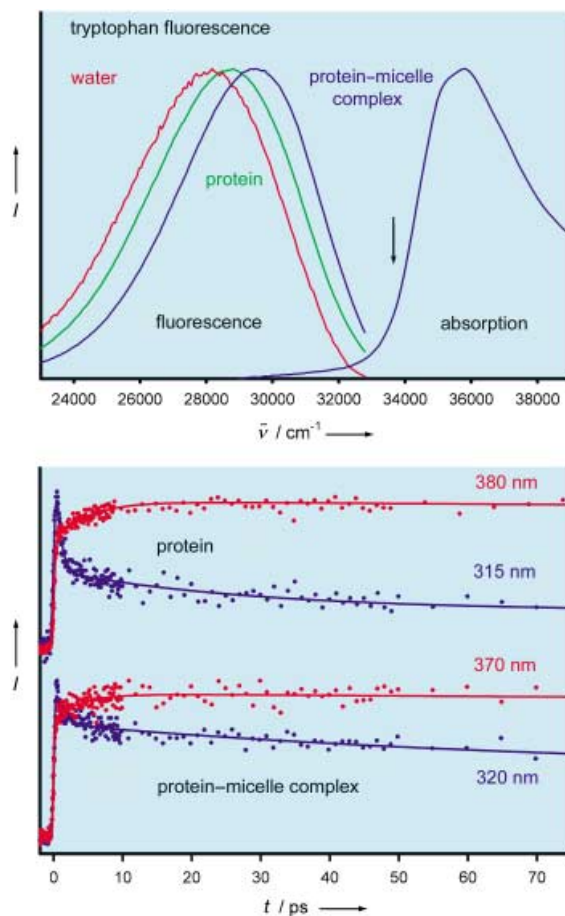 tryptophan fluorescence
water
protein–micelle
complex
protein
fluorescence
absorption
I
24000 26000 28000 30000 32000 34000 36000 38000
ν̃ / cm⁻¹
380 nm
protein
315 nm
I
370 nm
320 nm
protein–micelle complex
0 10 20 30 40 50 60 70
t / ps